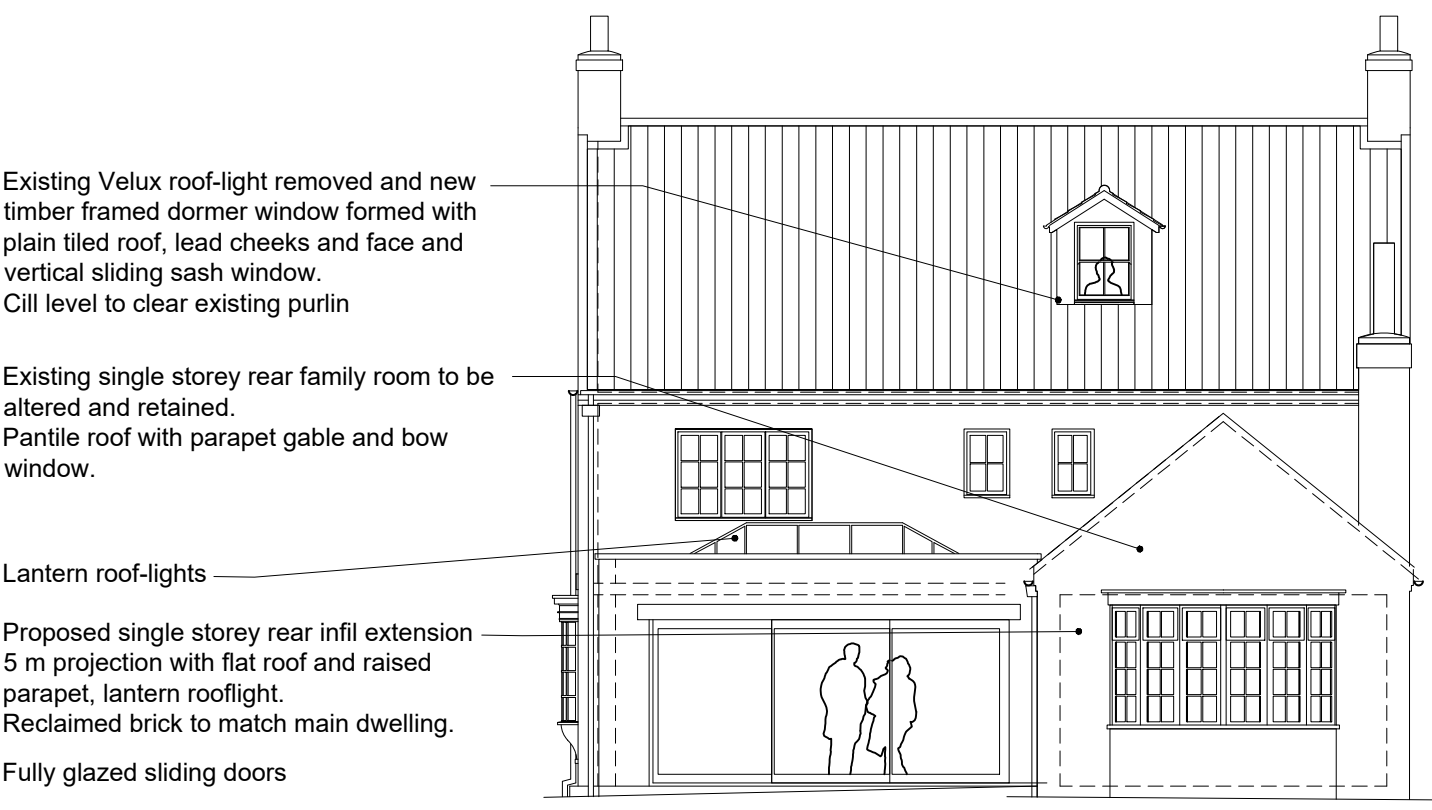 Existing Velux roof-light removed and new
timber framed dormer window formed with
plain tiled roof, lead cheeks and face and
vertical sliding sash window.
Cill level to clear existing purlin
Existing single storey rear family room to be
altered and retained.
Pantile roof with parapet gable and bow
window.
Lantern roof-lights
Proposed single storey rear infil extension
5 m projection with flat roof and raised
parapet, lantern rooflight.
Reclaimed brick to match main dwelling.
Fully glazed sliding doors